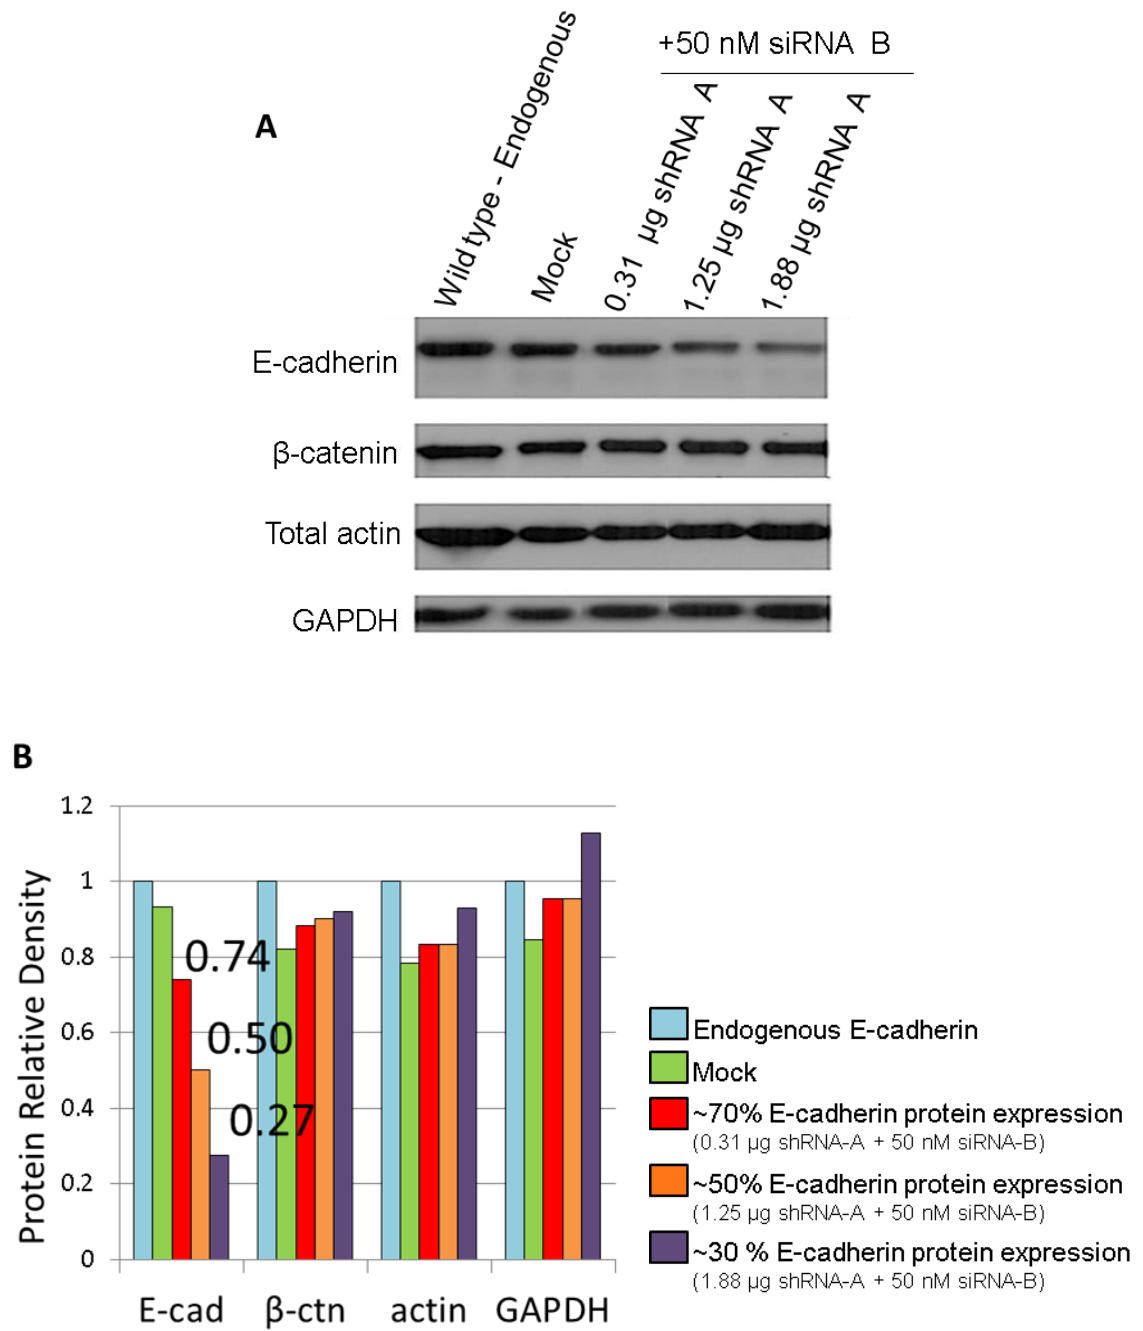 A
Wild type - Endogenous
Mock
+50 nM siRNA B
0.31 µg shRNA A
1.25 µg shRNA A
1.88 µg shRNA A
E-cadherin
β-catenin
Total actin
GAPDH
B
Protein Relative Density
1.2
1
0.8
0.6
0.4
0.2
0
0.74
0.50
0.27
E-cad
β-ctn
actin
GAPDH
Endogenous E-cadherin
Mock
~70% E-cadherin protein expression
(0.31 µg shRNA-A + 50 nM siRNA-B)
~50% E-cadherin protein expression
(1.25 µg shRNA-A + 50 nM siRNA-B)
~30 % E-cadherin protein expression
(1.88 µg shRNA-A + 50 nM siRNA-B)